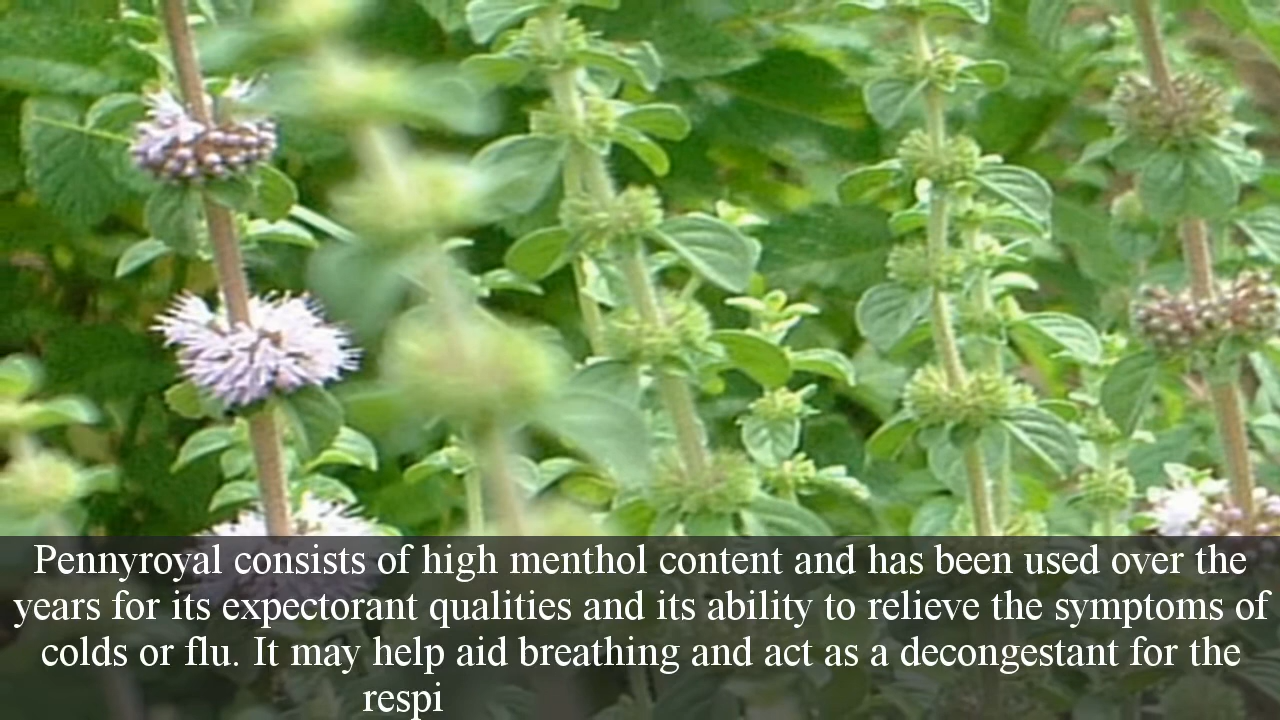 Pennyroyal consists of high menthol content and has been used over the
years for its expectorant qualities and its ability to relieve the symptoms of
colds or flu. It may help aid breathing and act as a decongestant for the
respi